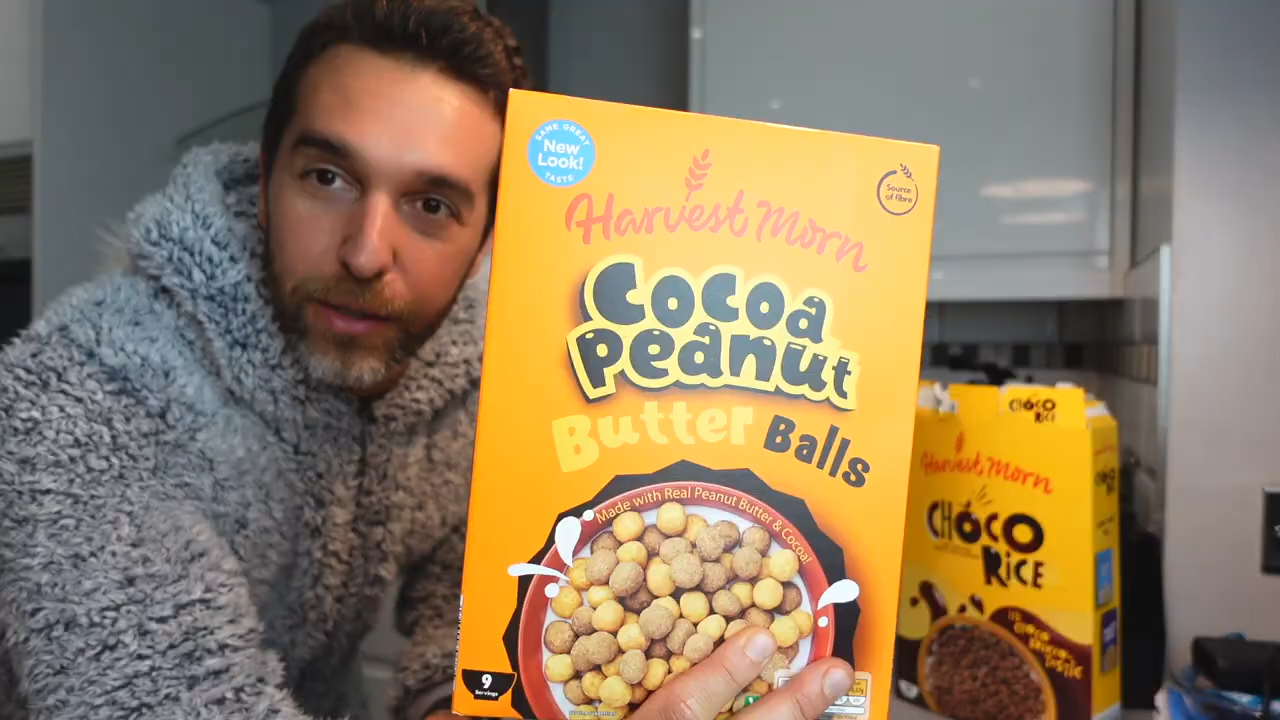 SAME GREAT
New
Look!
TASTE
Source
of fibre
Harvest Morn
Cocoa
Peanut
Butter Balls
Made with Real Peanut Butter & Cocoa!
9
Servings
CHOCO
RICE
Harvest Morn
CHOCO
RICE